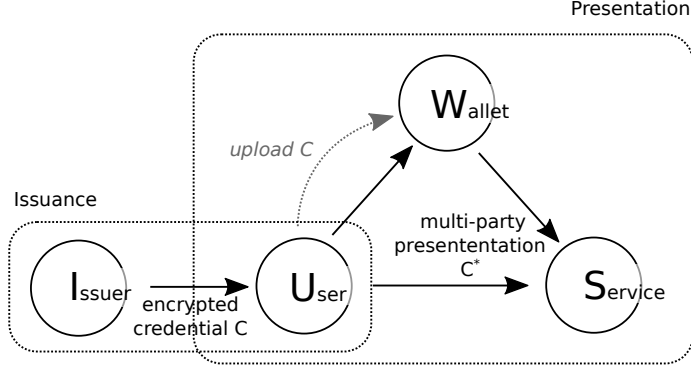 Presentation
Wallet
upload C
Issuance
multi-party
presententation
C*
Issuer
User
Service
encrypted
credential C